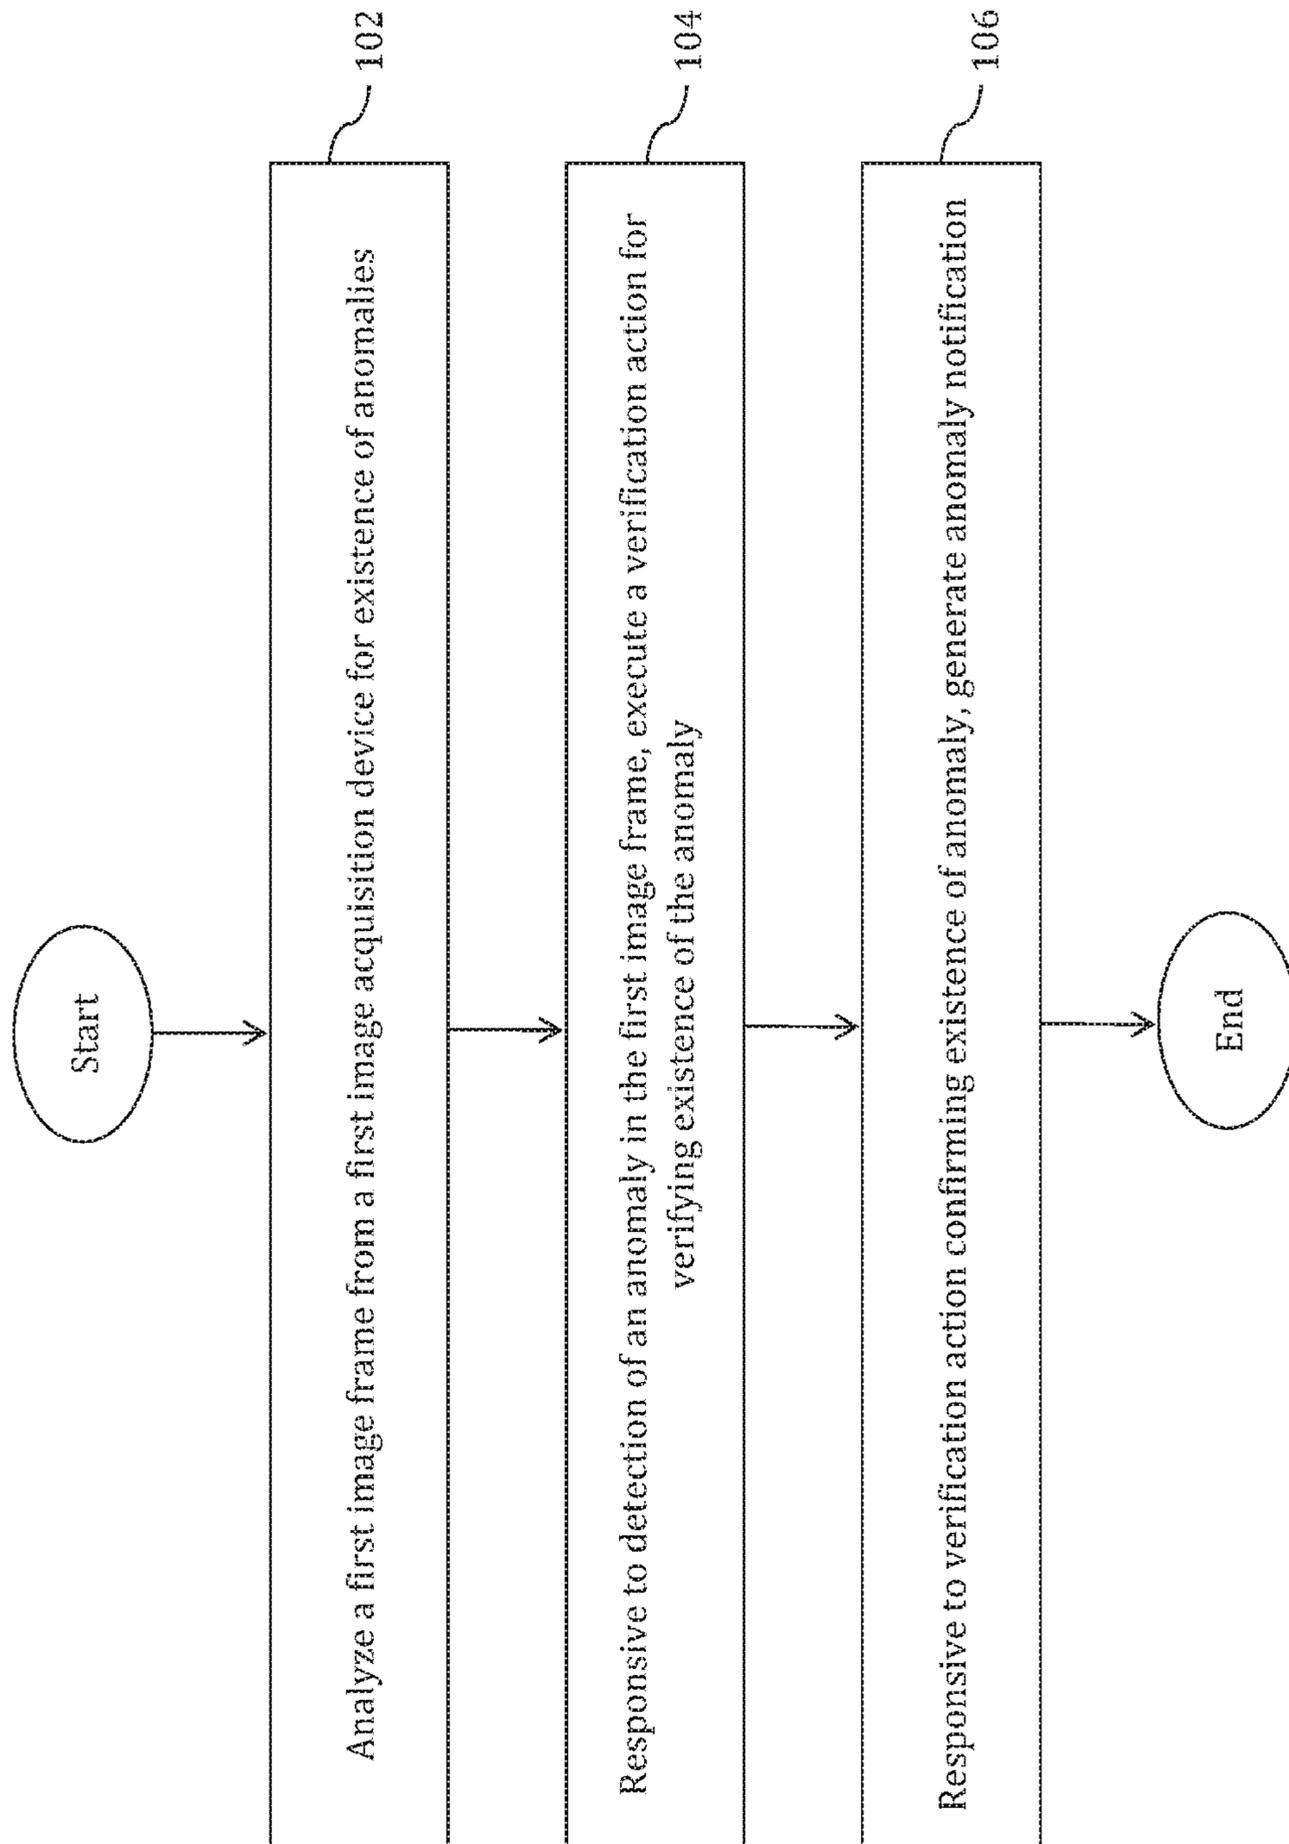 Start
Analyze a first image frame from a first image acquisition device for existence of anomalies
102
Responsive to detection of an anomaly in the first image frame, execute a verification action for
verifying existence of the anomaly
104
Responsive to verification action confirming existence of anomaly, generate anomaly notification
106
End